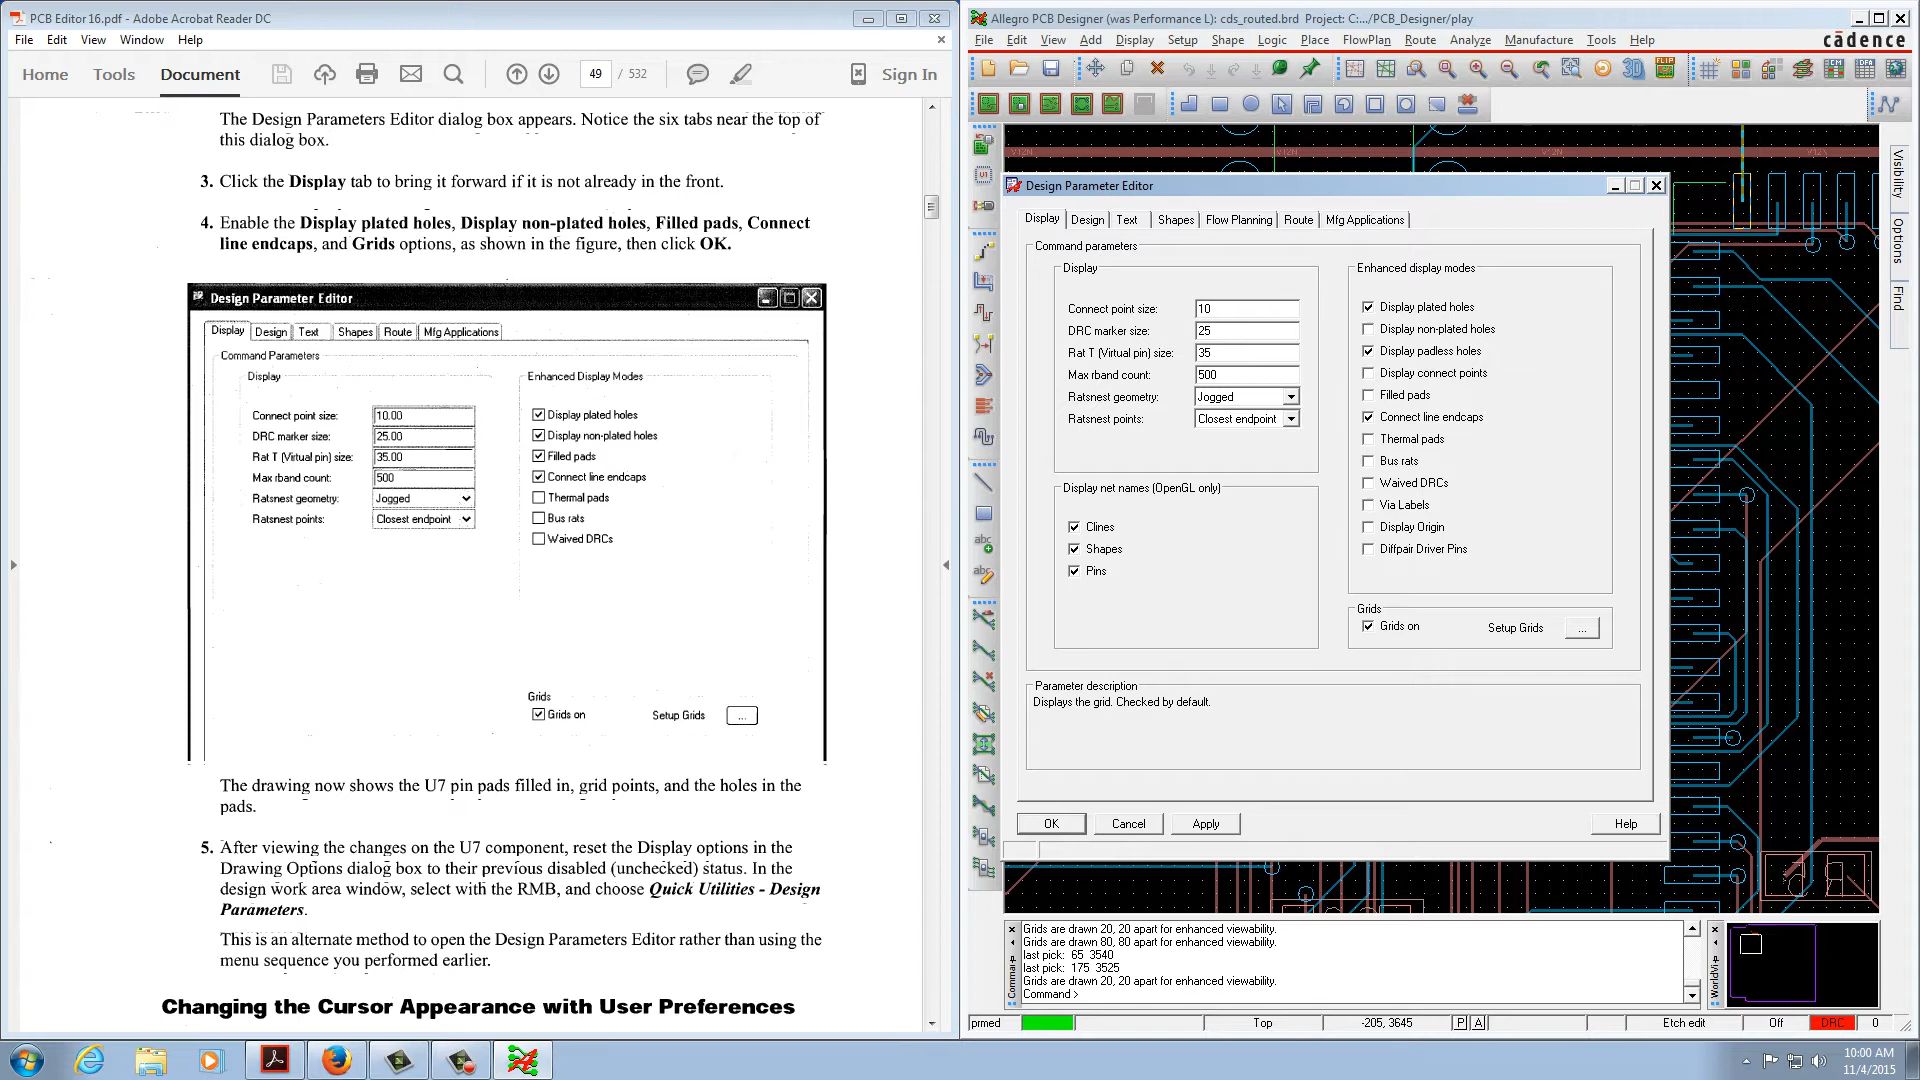 PCB Editor 16.pdf - Adobe Acrobat Reader DC
File Edit View Window Help
Home Tools Document 49 / 532 Sign In
The Design Parameters Editor dialog box appears. Notice the six tabs near the top of
this dialog box.
3. Click the Display tab to bring it forward if it is not already in the front.
4. Enable the Display plated holes, Display non-plated holes, Filled pads, Connect
line endcaps, and Grids options, as shown in the figure, then click OK.
Design Parameter Editor
Display Design Text Shapes Route Mfg Applications
Command Parameters
Display
Connect point size: 10.00
DRC marker size: 25.00
Rat T (Virtual pin) size: 35.00
Max rband count: 500
Ratsnest geometry: Jogged
Ratsnest points: Closest endpoint
Enhanced Display Modes
Display plated holes
Display non-plated holes
Filled pads
Connect line endcaps
Thermal pads
Bus rats
Waived DRCs
Grids
Grids on Setup Grids ...
The drawing now shows the U7 pin pads filled in, grid points, and the holes in the
pads.
5. After viewing the changes on the U7 component, reset the Display options in the
Drawing Options dialog box to their previous disabled (unchecked) status. In the
design work area window, select with the RMB, and choose Quick Utilities - Design
Parameters.
This is an alternate method to open the Design Parameters Editor rather than using the
menu sequence you performed earlier.
Changing the Cursor Appearance with User Preferences
Allegro PCB Designer (was Performance L): cds_routed.brd Project: C:.../PCB_Designer/play
File Edit View Add Display Setup Shape Logic Place FlowPlan Route Analyze Manufacture Tools Help
cādence
3D FLIP CM DFA
V12N V12N V12N V12N
Visibility
Options
Find
U1
abc
abc
Design Parameter Editor
Display Design Text Shapes Flow Planning Route Mfg Applications
Command parameters
Display
Connect point size: 10
DRC marker size: 25
Rat T (Virtual pin) size: 35
Max rband count: 500
Ratsnest geometry: Jogged
Ratsnest points: Closest endpoint
Display net names (OpenGL only)
Clines
Shapes
Pins
Enhanced display modes
Display plated holes
Display non-plated holes
Display padless holes
Display connect points
Filled pads
Connect line endcaps
Thermal pads
Bus rats
Waived DRCs
Via Labels
Display Origin
Diffpair Driver Pins
Grids
Grids on Setup Grids ...
Parameter description
Displays the grid. Checked by default.
OK Cancel Apply Help
Grids are drawn 20, 20 apart for enhanced viewability.
Grids are drawn 80, 80 apart for enhanced viewability.
last pick: 65 3540
last pick: 175 3525
Grids are drawn 20, 20 apart for enhanced viewability.
Command >
prmed Top -205, 3645 P A Etch edit Off DRC 0
10:00 AM
11/4/2015